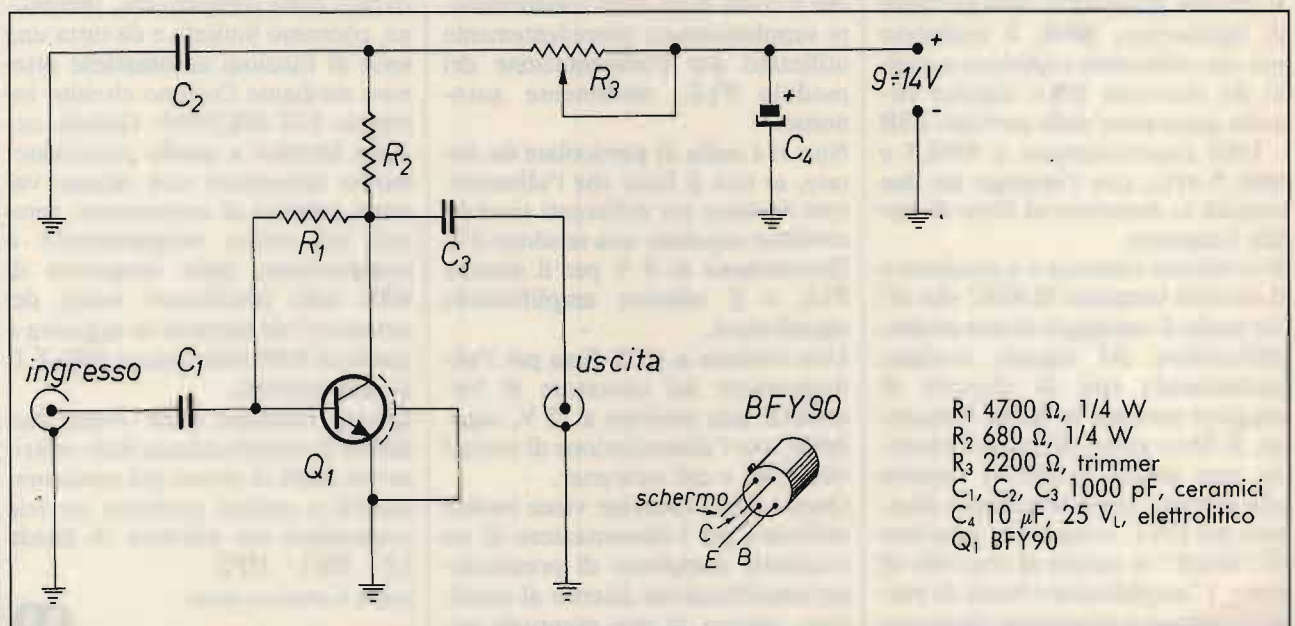 C2
R3
+
9÷14V
-
+
C4
R2
R1
C3
ingresso
C1
uscita
Q1
BFY90
schermo
C
E
B
R1 4700 Ω, 1/4 W
R2 680 Ω, 1/4 W
R3 2200 Ω, trimmer
C1, C2, C3 1000 pF, ceramici
C4 10 µF, 25 VL, elettrolitico
Q1 BFY90